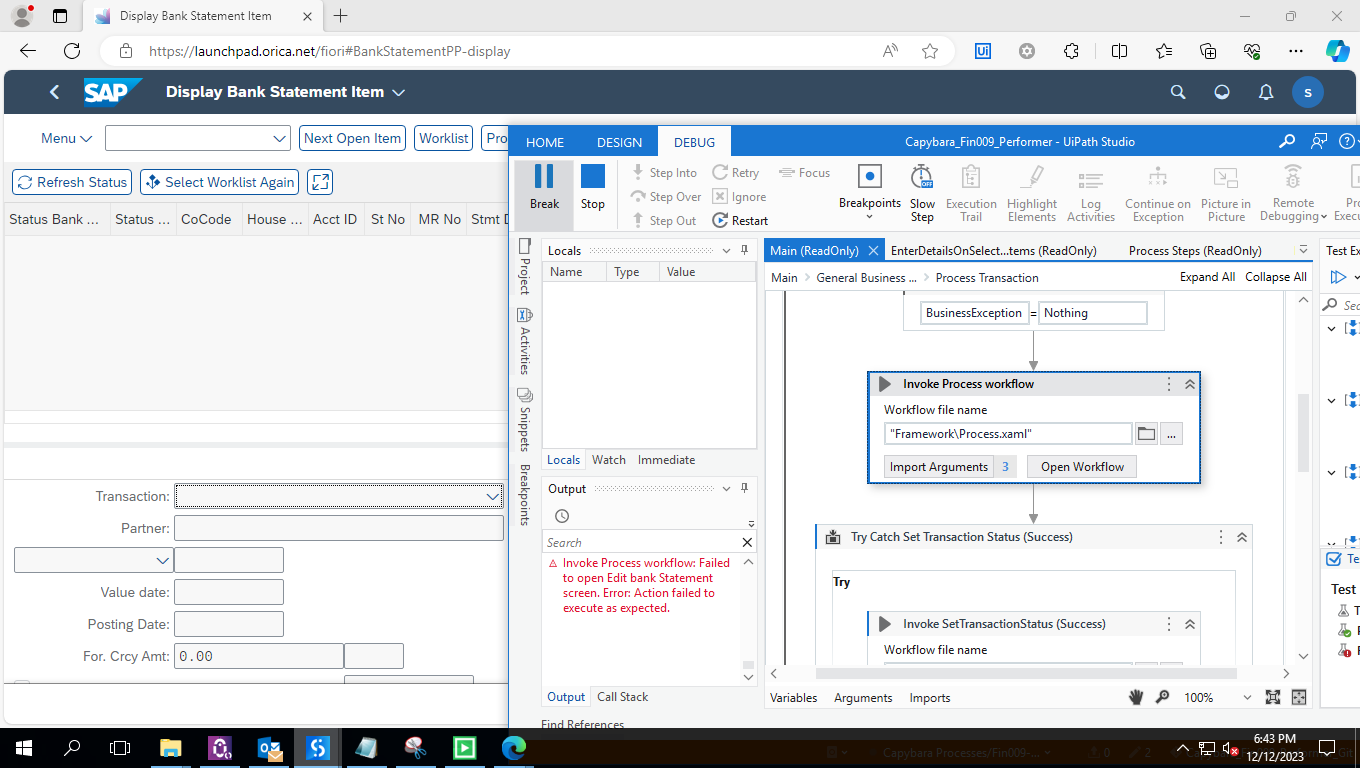 Display Bank Statement Item
https://launchpad.orica.net/fiori#BankStatementPP-display
SAP
Display Bank Statement Item
S
Menu
Next Open Item
Worklist
Pro
Refresh Status
Select Worklist Again
Status Bank ...
Status ...
CoCode
House ...
Acct ID
St No
MR No
Stmt D
Transaction:
Partner:
Value date:
Posting Date:
For. Crcy Amt:
0.00
HOME
DESIGN
DEBUG
Capybara_Fin009_Performer - UiPath Studio
Break
Stop
Step Into
Step Over
Step Out
Retry
Ignore
Restart
Focus
Breakpoints
Slow Step
OFF
Execution Trail
Highlight Elements
Log Activities
Continue on Exception
Picture in Picture
Remote Debugging
Pro
Execu
Project
Activities
Snippets
Breakpoints
Locals
Name
Type
Value
Locals
Watch
Immediate
Output
Search
Invoke Process workflow: Failed
to open Edit bank Statement
screen. Error: Action failed to
execute as expected.
Output
Call Stack
Find References
Main (ReadOnly)
EnterDetailsOnSelect...tems (ReadOnly)
Process Steps (ReadOnly)
Main > General Business ... > Process Transaction
Expand All
Collapse All
BusinessException
=
Nothing
Invoke Process workflow
Workflow file name
"Framework\Process.xaml"
...
Import Arguments
3
Open Workflow
Try Catch Set Transaction Status (Success)
Try
Invoke SetTransactionStatus (Success)
Workflow file name
Variables
Arguments
Imports
100%
Test Ex
Sec
Te
Test
T
P
F
Ui
Capybara Processes/Fin009-...
0
2
6:43 PM
12/12/2023